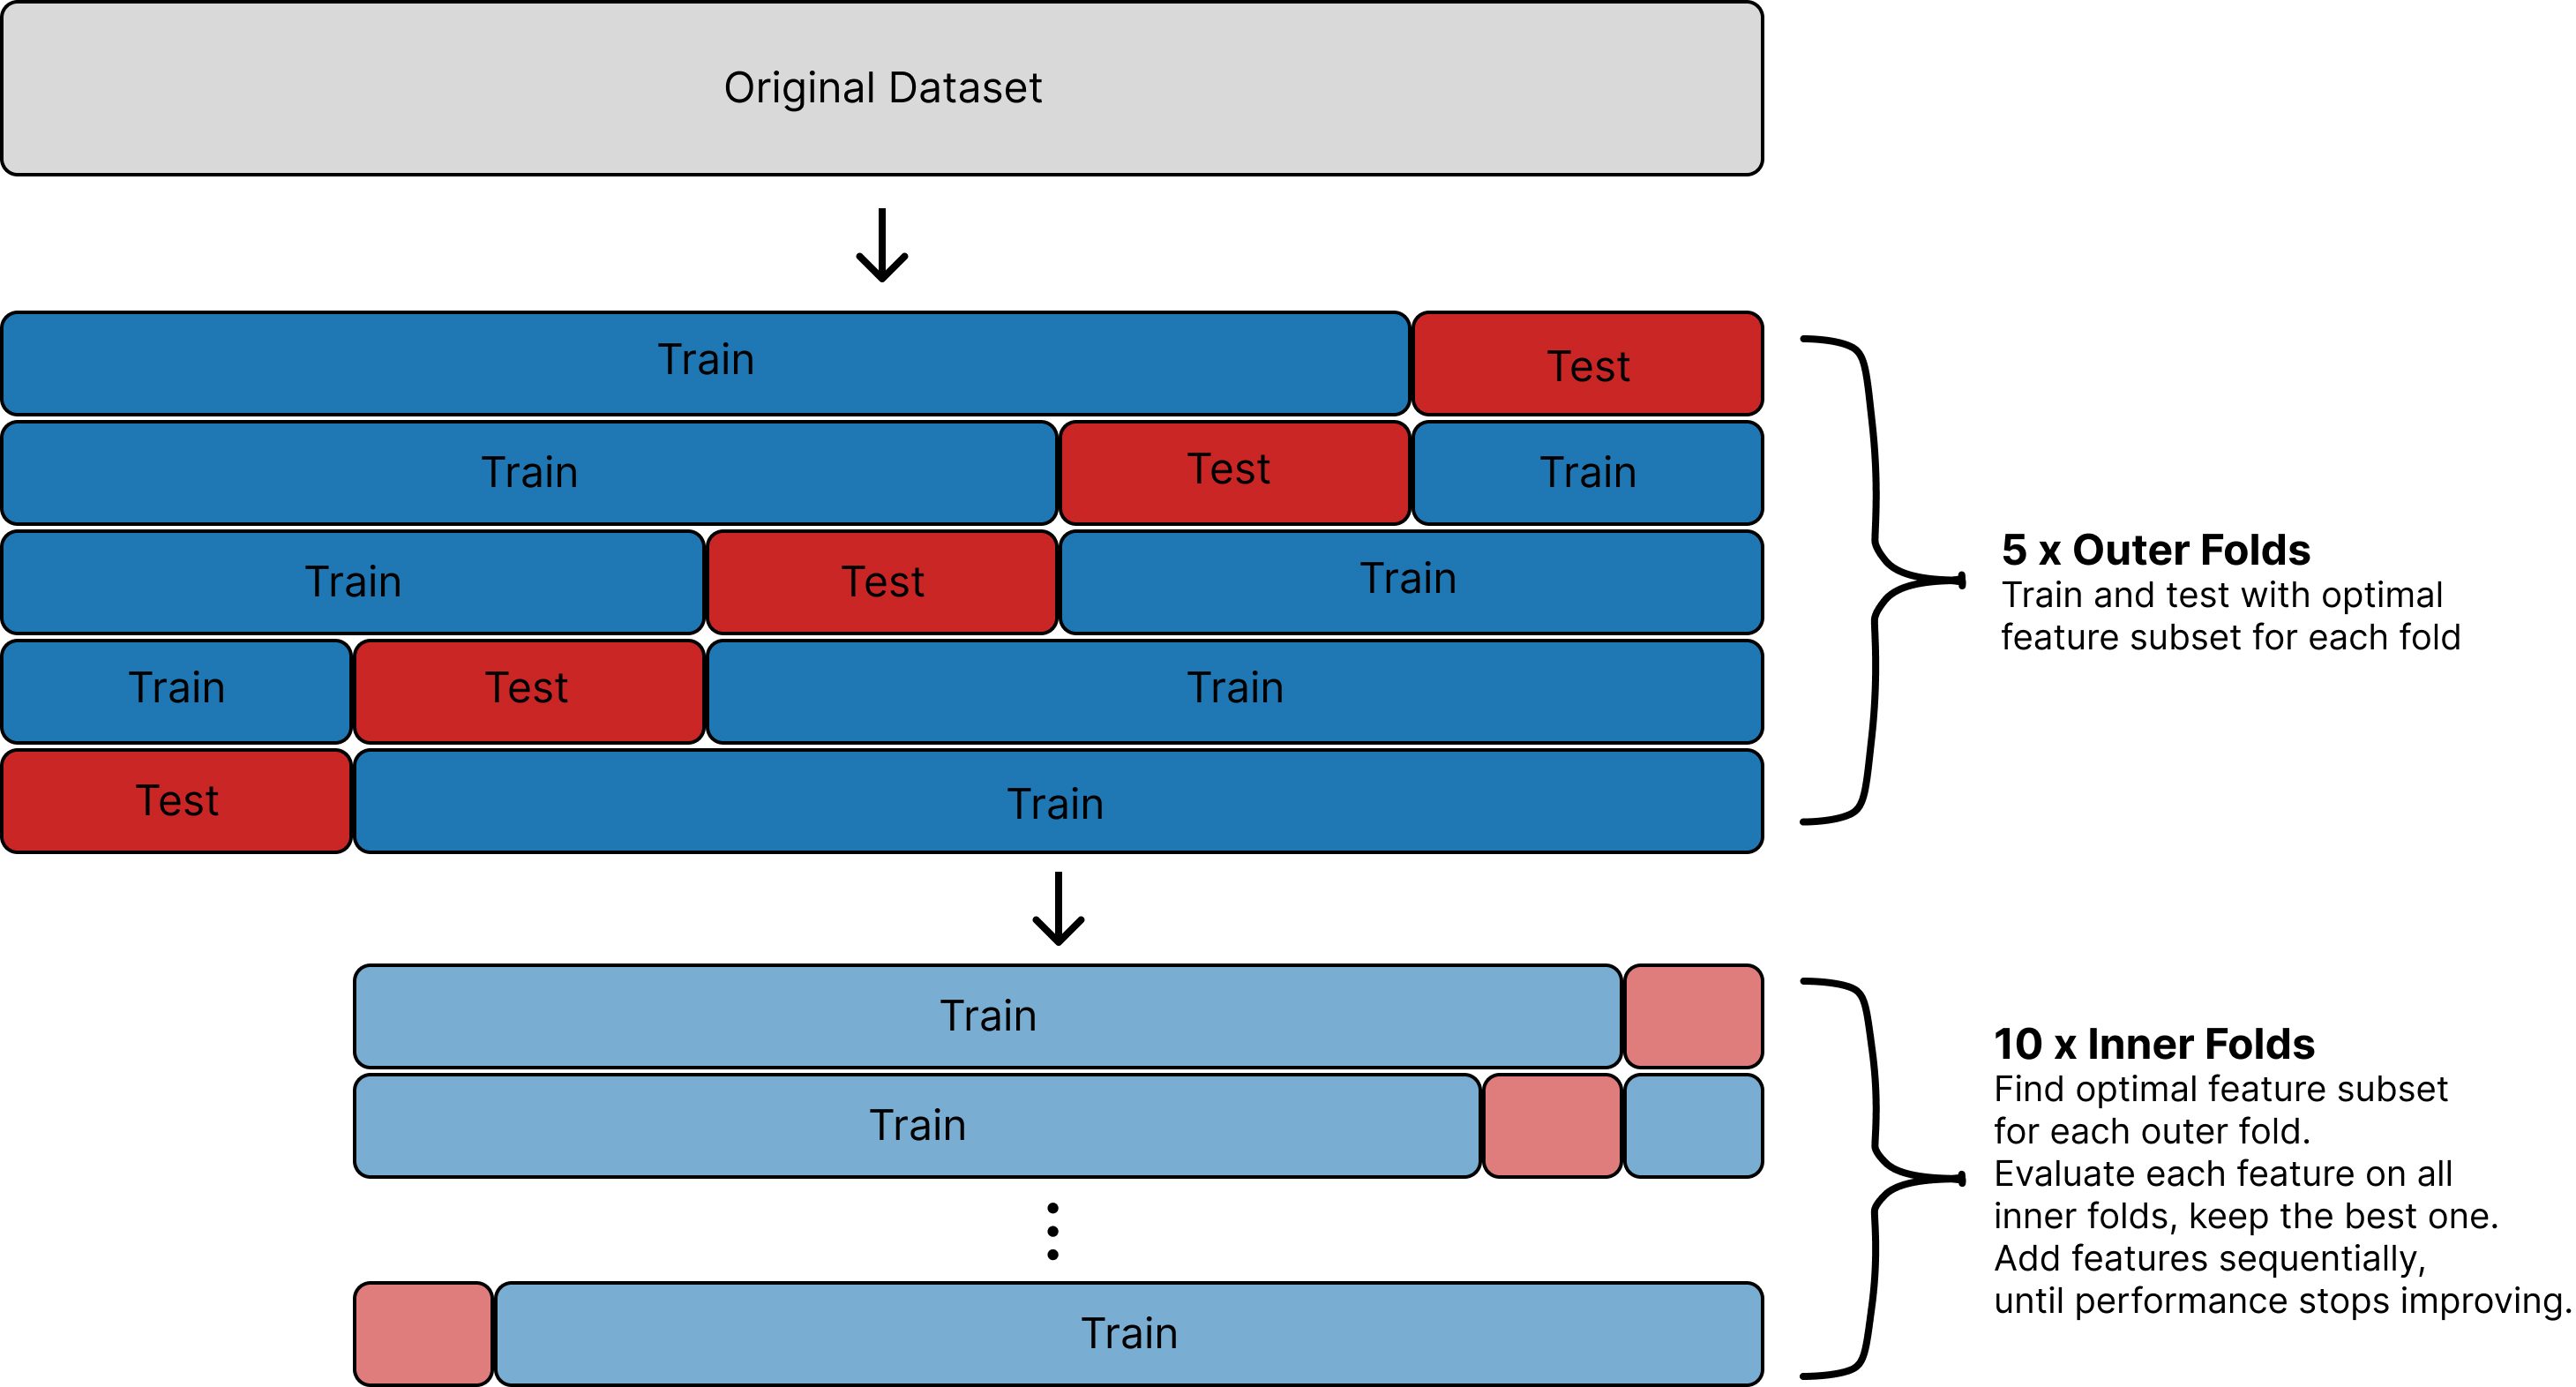 Original Dataset
Train
Test
Train
Test
Train
Train
Test
Train
Train
Test
Train
Test
Train
5 x Outer Folds
Train and test with optimal
feature subset for each fold
Train
Train
Train
10 x Inner Folds
Find optimal feature subset
for each outer fold.
Evaluate each feature on all
inner folds, keep the best one.
Add features sequentially,
until performance stops improving.